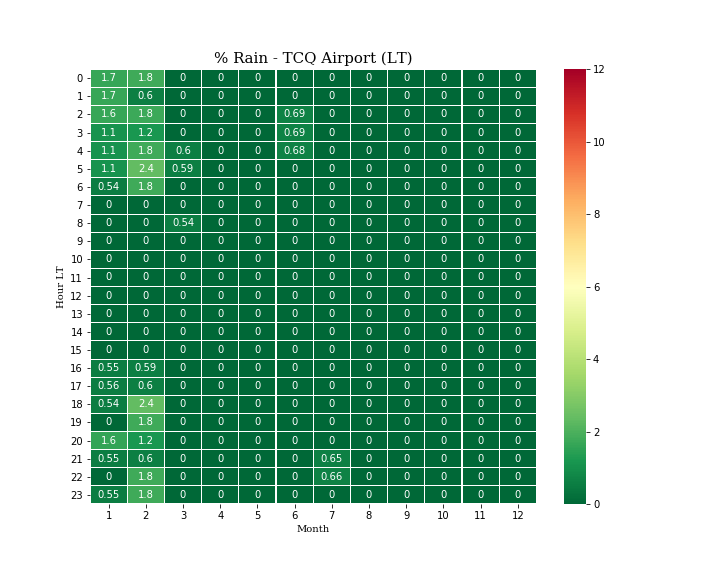 % Rain - TCQ Airport (LT)
0 1.7 1.8 0 0 0 0 0 0 0 0 0 0
1 1.7 0.6 0 0 0 0 0 0 0 0 0 0
2 1.6 1.8 0 0 0 0.69 0 0 0 0 0 0
3 1.1 1.2 0 0 0 0.69 0 0 0 0 0 0
4 1.1 1.8 0.6 0 0 0.68 0 0 0 0 0 0
5 1.1 2.4 0.59 0 0 0 0 0 0 0 0 0
6 0.54 1.8 0 0 0 0 0 0 0 0 0 0
7 0 0 0 0 0 0 0 0 0 0 0 0
8 0 0 0.54 0 0 0 0 0 0 0 0 0
9 0 0 0 0 0 0 0 0 0 0 0 0
10 0 0 0 0 0 0 0 0 0 0 0 0
11 0 0 0 0 0 0 0 0 0 0 0 0
12 0 0 0 0 0 0 0 0 0 0 0 0
13 0 0 0 0 0 0 0 0 0 0 0 0
14 0 0 0 0 0 0 0 0 0 0 0 0
15 0 0 0 0 0 0 0 0 0 0 0 0
16 0.55 0.59 0 0 0 0 0 0 0 0 0 0
17 0.56 0.6 0 0 0 0 0 0 0 0 0 0
18 0.54 2.4 0 0 0 0 0 0 0 0 0 0
19 0 1.8 0 0 0 0 0 0 0 0 0 0
20 1.6 1.2 0 0 0 0 0 0 0 0 0 0
21 0.55 0.6 0 0 0 0 0.65 0 0 0 0 0
22 0 1.8 0 0 0 0 0.66 0 0 0 0 0
23 0.55 1.8 0 0 0 0 0 0 0 0 0 0
1 2 3 4 5 6 7 8 9 10 11 12
Month
Hour LT
12
10
8
6
4
2
0